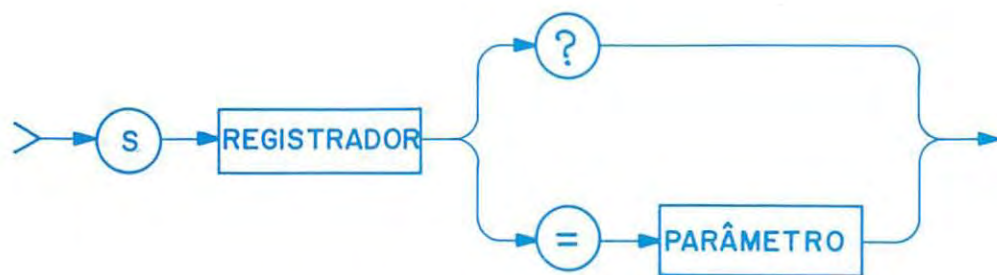 ?
S
REGISTRADOR
=
PARÂMETRO